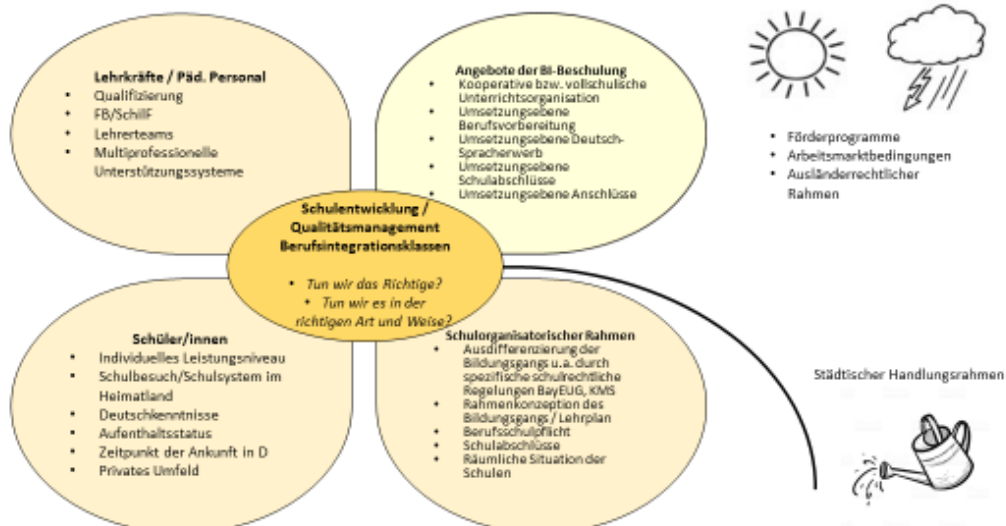 Lehrkräfte / Päd. Personal
• Qualifizierung
• FB/SchilF
• Lehrerteams
• Multiprofessionelle
Unterstützungssysteme
Angebote der BI-Beschulung
• Kooperative bzw. vollschulische
Unterrichtsorganisation
• Umsetzungsebene
Berufsvorbereitung
• Umsetzungsebene Deutsch-
Spracherwerb
• Umsetzungsebene
Schulabschlüsse
• Umsetzungsebene Anschlüsse
• Förderprogramme
• Arbeitsmarktbedingungen
• Ausländerrechtlicher
Rahmen
Schulentwicklung /
Qualitätsmanagement
Berufsintegrationsklassen
• Tun wir das Richtige?
• Tun wir es in der
richtigen Art und Weise?
Schüler/innen
• Individuelles Leistungsniveau
• Schulbesuch/Schulsystem im
Heimatland
• Deutschkenntnisse
• Aufenthaltsstatus
• Zeitpunkt der Ankunft in D
• Privates Umfeld
Schulorganisatorischer Rahmen
• Ausdifferenzierung der
Bildungsgangs u.a. durch
spezifische schulrechtliche
Regelungen BayEUG, KMS
• Rahmenkonzeption des
Bildungsgangs / Lehrplan
• Berufsschulpflicht
• Schulabschlüsse
• Räumliche Situation der
Schulen
Städtischer Handlungsrahmen